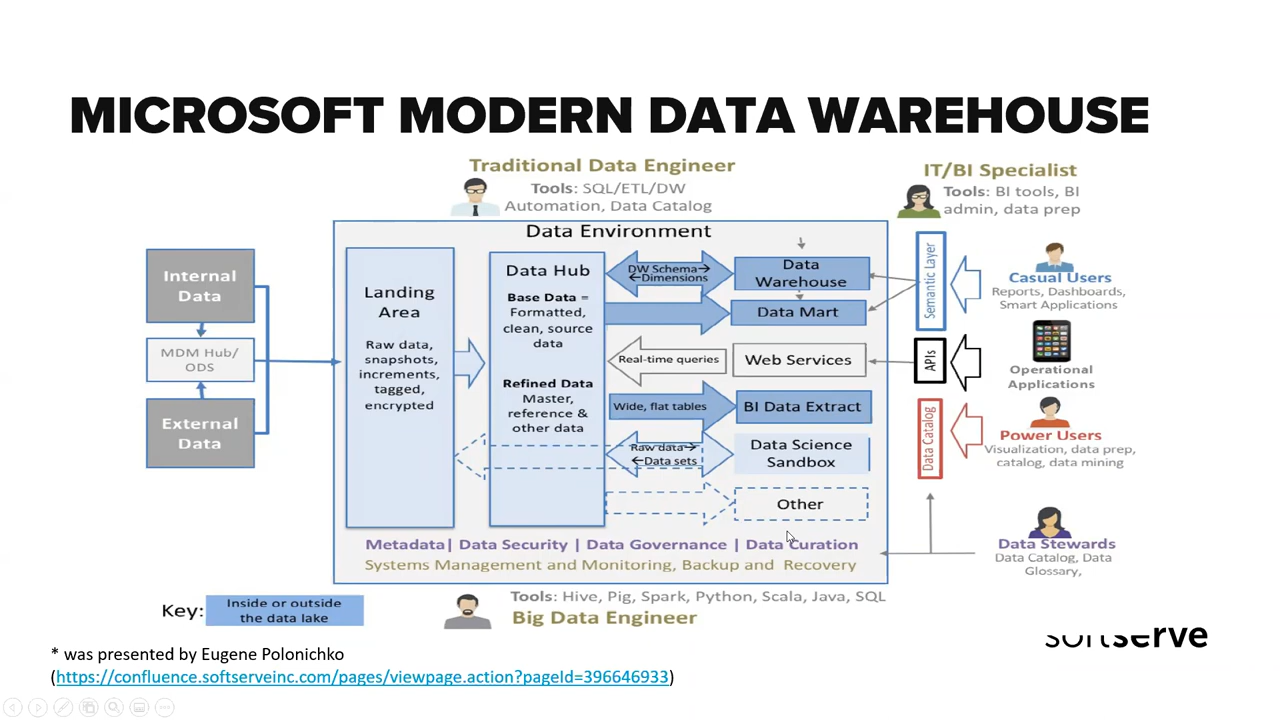 MICROSOFT MODERN DATA WAREHOUSE
Traditional Data Engineer
Tools: SQL/ETL/DW
Automation, Data Catalog
IT/BI Specialist
Tools: BI tools, BI
admin, data prep
Data Environment
Internal
Data
MDM Hub/
ODS
External
Data
Landing
Area
Raw data,
snapshots,
increments,
tagged,
encrypted
Data Hub
Base Data =
Formatted,
clean, source
data
Refined Data
Master,
reference &
other data
DW Schema→
←Dimensions
Data
Warehouse
Data Mart
Real-time queries
Web Services
Wide, flat tables
BI Data Extract
Raw data→
←Data sets
Data Science
Sandbox
Other
Semantic Layer
APIs
Data Catalog
Casual Users
Reports, Dashboards,
Smart Applications
Operational
Applications
Power Users
Visualization, data prep,
catalog, data mining
Data Stewards
Data Catalog, Data
Glossary,
Metadata| Data Security | Data Governance | Data Curation
Systems Management and Monitoring, Backup and Recovery
Key:
Inside or outside
the data lake
Tools: Hive, Pig, Spark, Python, Scala, Java, SQL
Big Data Engineer
softserve
* was presented by Eugene Polonichko
(https://confluence.softserveinc.com/pages/viewpage.action?pageId=396646933)